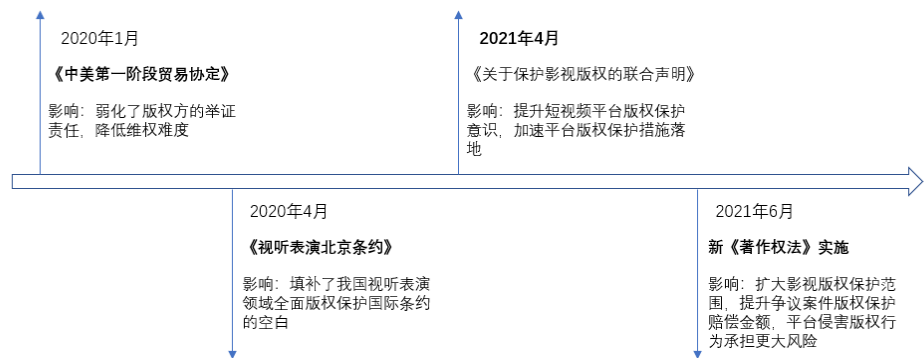 2020年1月
《中美第一阶段贸易协定》
影响：弱化了版权方的举证
责任，降低维权难度
2021年4月
《关于保护影视版权的联合声明》
影响：提升短视频平台版权保护
意识，加速平台版权保护措施落
地
2020年4月
《视听表演北京条约》
影响：填补了我国视听表演
领域全面版权保护国际条约
的空白
2021年6月
新《著作权法》实施
影响：扩大影视版权保护范
围，提升争议案件版权保护
赔偿金额，平台侵害版权行
为承担更大风险